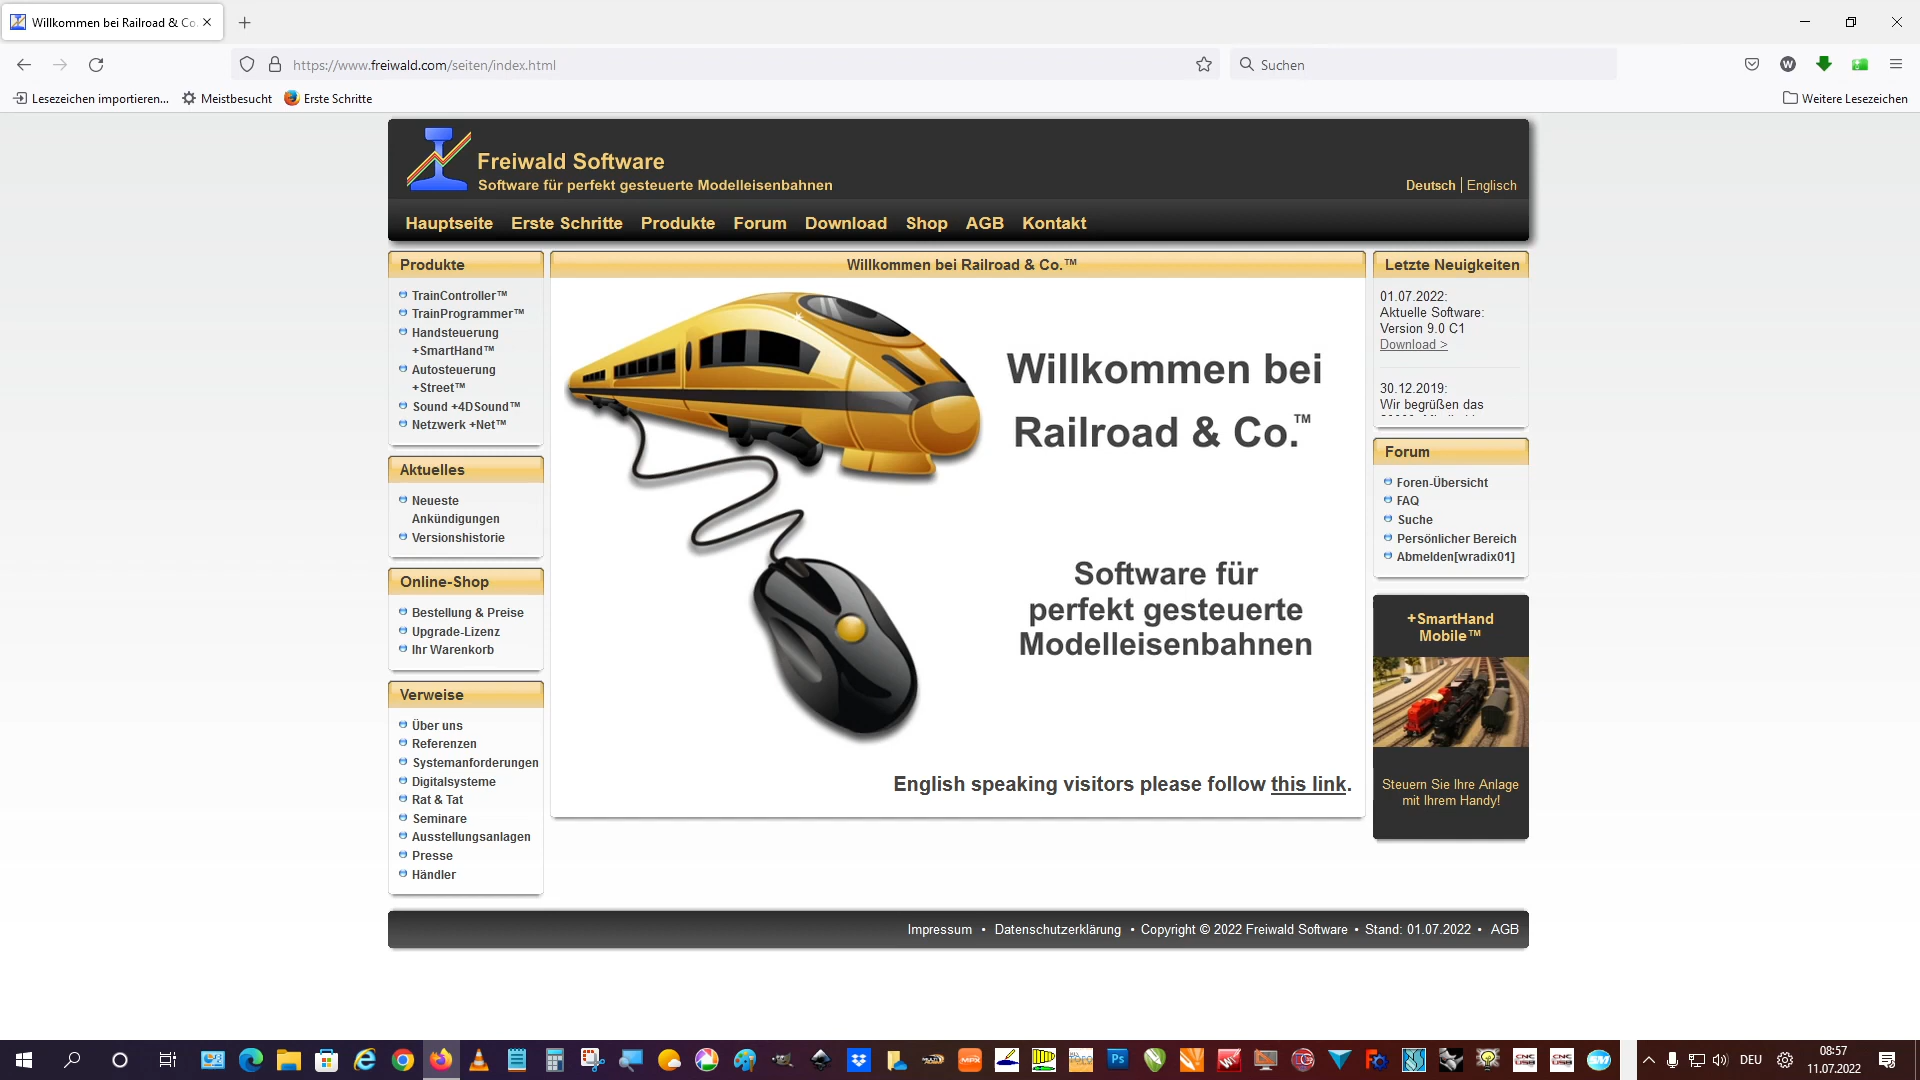 Willkommen bei Railroad & Co.
https://www.freiwald.com/seiten/index.html
Suchen
Lesezeichen importieren...
Meistbesucht
Erste Schritte
Weitere Lesezeichen
Freiwald Software
Software für perfekt gesteuerte Modelleisenbahnen
Deutsch | Englisch
Hauptseite Erste Schritte Produkte Forum Download Shop AGB Kontakt
Produkte
TrainController™
TrainProgrammer™
Handsteuerung
+SmartHand™
Autosteuerung
+Street™
Sound +4DSound™
Netzwerk +Net™
Aktuelles
Neueste
Ankündigungen
Versionshistorie
Online-Shop
Bestellung & Preise
Upgrade-Lizenz
Ihr Warenkorb
Verweise
Über uns
Referenzen
Systemanforderungen
Digitalsysteme
Rat & Tat
Seminare
Ausstellungsanlagen
Presse
Händler
Willkommen bei Railroad & Co.™
Willkommen bei
Railroad & Co.™
Software für
perfekt gesteuerte
Modelleisenbahnen
English speaking visitors please follow this link.
Letzte Neuigkeiten
01.07.2022:
Aktuelle Software:
Version 9.0 C1
Download >
30.12.2019:
Wir begrüßen das
Forum
Foren-Übersicht
FAQ
Suche
Persönlicher Bereich
Abmelden[wradix01]
+SmartHand
Mobile™
Steuern Sie Ihre Anlage
mit Ihrem Handy!
Impressum • Datenschutzerklärung • Copyright © 2022 Freiwald Software • Stand: 01.07.2022 • AGB
DEU
08:57
11.07.2022